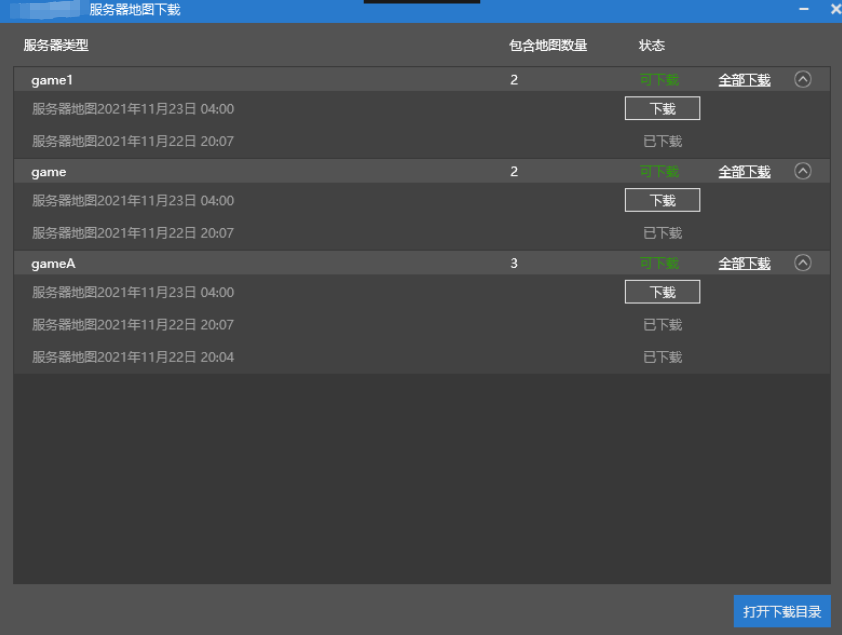 服务器地图下载
服务器类型 包含地图数量 状态
game1 2 可下载 全部下载
服务器地图2021年11月23日 04:00 下载
服务器地图2021年11月22日 20:07 已下载
game 2 可下载 全部下载
服务器地图2021年11月23日 04:00 下载
服务器地图2021年11月22日 20:07 已下载
gameA 3 可下载 全部下载
服务器地图2021年11月23日 04:00 下载
服务器地图2021年11月22日 20:07 已下载
服务器地图2021年11月22日 20:04 已下载
打开下载目录